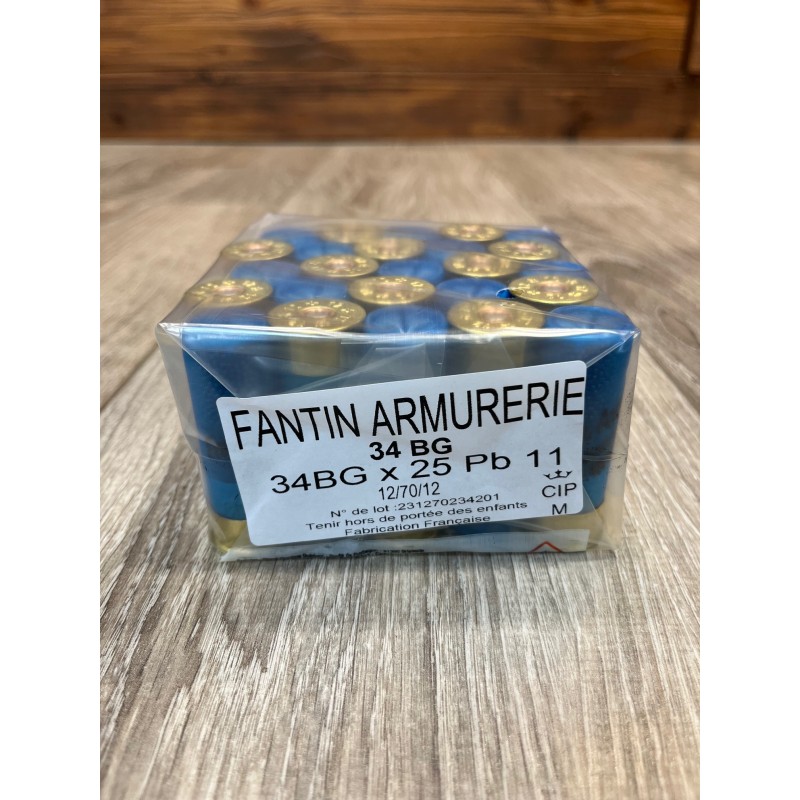 FANTIN ARMURERIE
34 BG
34BG x 25 Pb 11
12/70/12
N° de lot :231270234201
Tenir hors de portée des enfants
Fabrication Française
CIP
M